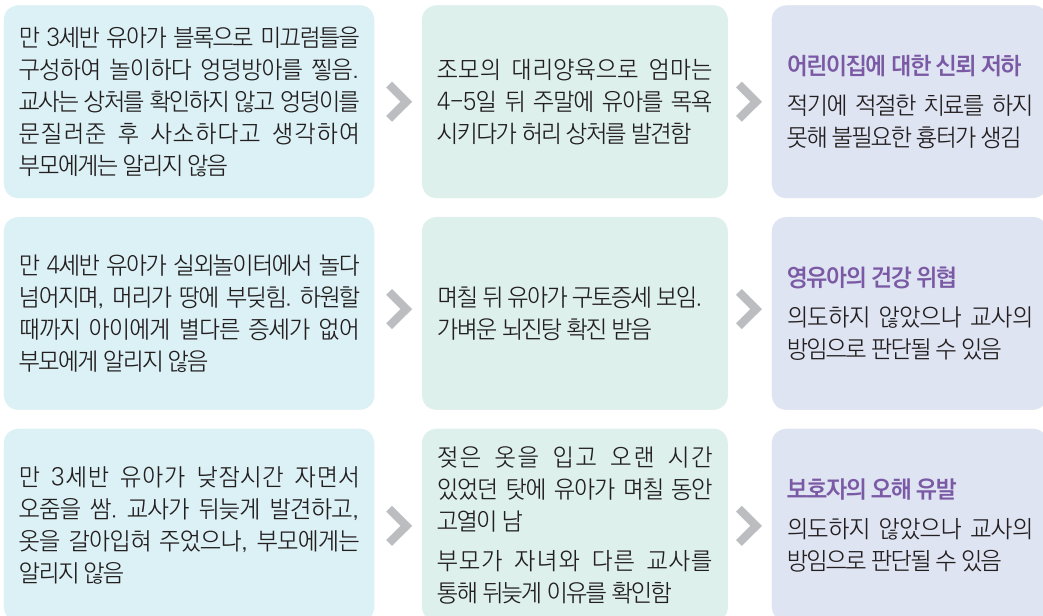 만 3세반 유아가 블록으로 미끄럼틀을
구성하여 놀이하다 엉덩방아를 찧음.
교사는 상처를 확인하지 않고 엉덩이를
문질러준 후 사소하다고 생각하여
부모에게는 알리지 않음
조모의 대리양육으로 엄마는
4-5일 뒤 주말에 유아를 목욕
시키다가 허리 상처를 발견함
어린이집에 대한 신뢰 저하
적기에 적절한 치료를 하지
못해 불필요한 흉터가 생김
만 4세반 유아가 실외놀이터에서 놀다
넘어지며, 머리가 땅에 부딪힘. 하원할
때까지 아이에게 별다른 증세가 없어
부모에게 알리지 않음
며칠 뒤 유아가 구토증세 보임.
가벼운 뇌진탕 확진 받음
영유아의 건강 위협
의도하지 않았으나 교사의
방임으로 판단될 수 있음
만 3세반 유아가 낮잠시간 자면서
오줌을 쌈. 교사가 뒤늦게 발견하고,
옷을 갈아입혀 주었으나, 부모에게는
알리지 않음
젖은 옷을 입고 오랜 시간
있었던 탓에 유아가 며칠 동안
고열이 남
부모가 자녀와 다른 교사를
통해 뒤늦게 이유를 확인함
보호자의 오해 유발
의도하지 않았으나 교사의
방임으로 판단될 수 있음